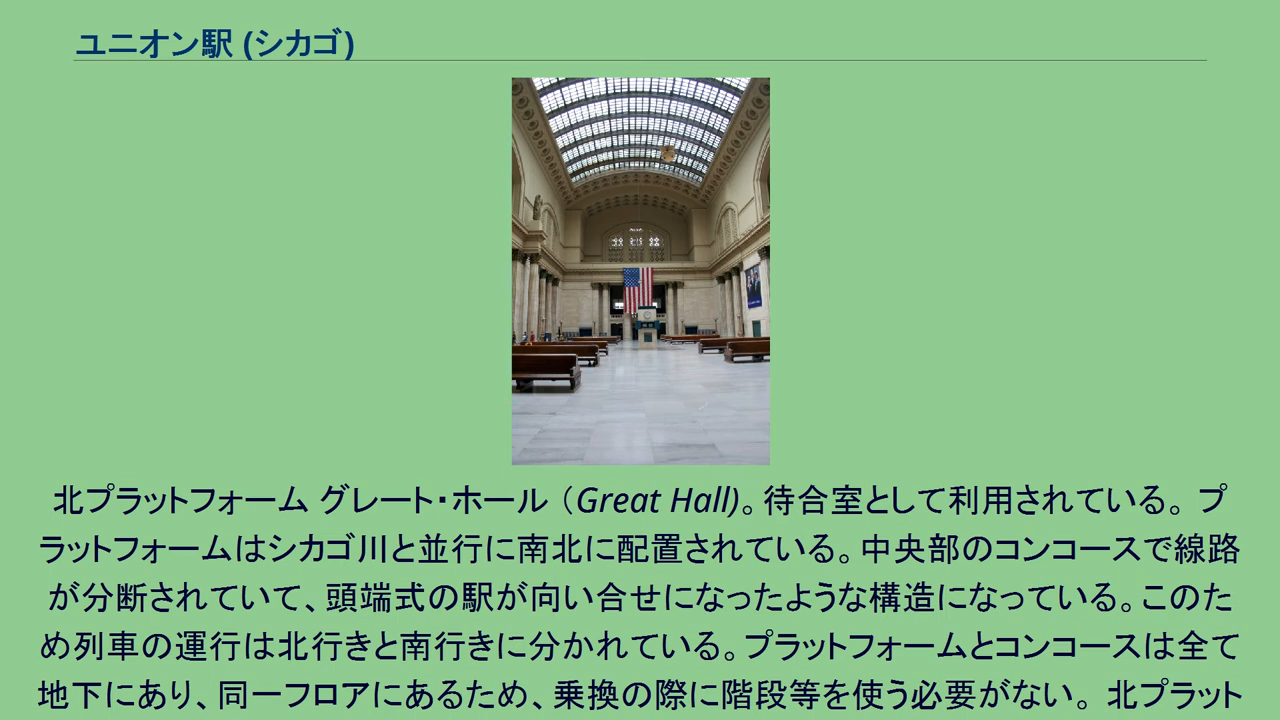 ユニオン駅 (シカゴ)
北プラットフォーム グレート・ホール（Great Hall)。待合室として利用されている。 プ
ラットフォームはシカゴ川と並行に南北に配置されている。中央部のコンコースで線路
が分断されていて、頭端式の駅が向い合せになったような構造になっている。このた
め列車の運行は北行きと南行きに分かれている。プラットフォームとコンコースは全て
地下にあり、同一フロアにあるため、乗換の際に階段等を使う必要がない。 北プラット